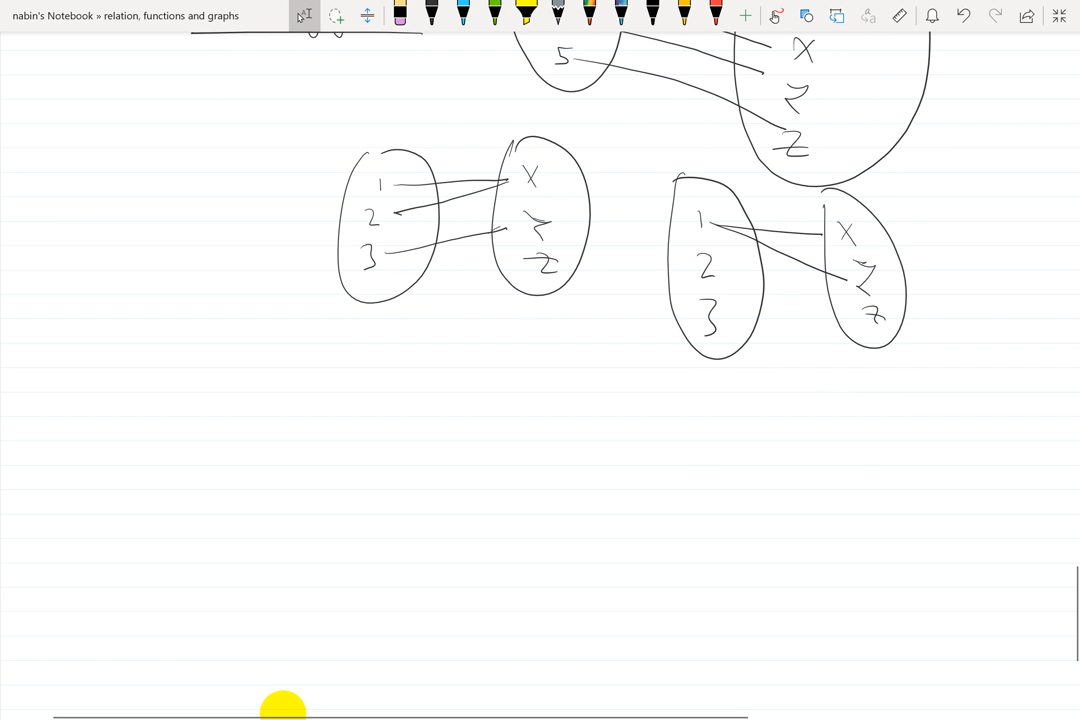 nabin's Notebook » relation, functions and graphs
5
X
Y
Z
1
2
3
X
Y
Z
1
2
3
X
Y
Z